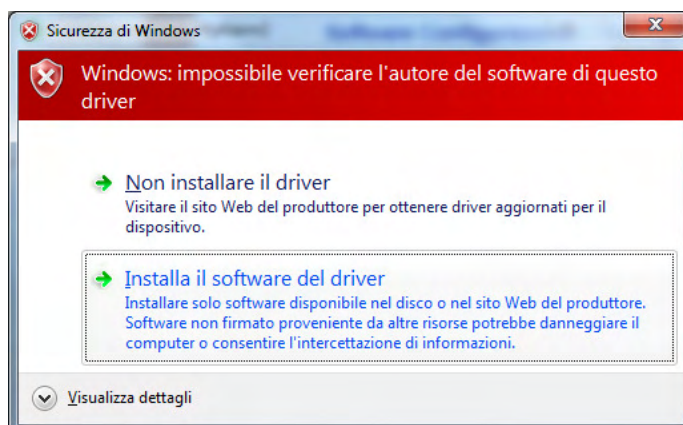 Sicurezza di Windows
Windows: impossibile verificare l'autore del software di questo
driver
Non installare il driver
Visitare il sito Web del produttore per ottenere driver aggiornati per il
dispositivo.
Installa il software del driver
Installare solo software disponibile nel disco o nel sito Web del produttore.
Software non firmato proveniente da altre risorse potrebbe danneggiare il
computer o consentire l'intercettazione di informazioni.
Visualizza dettagli